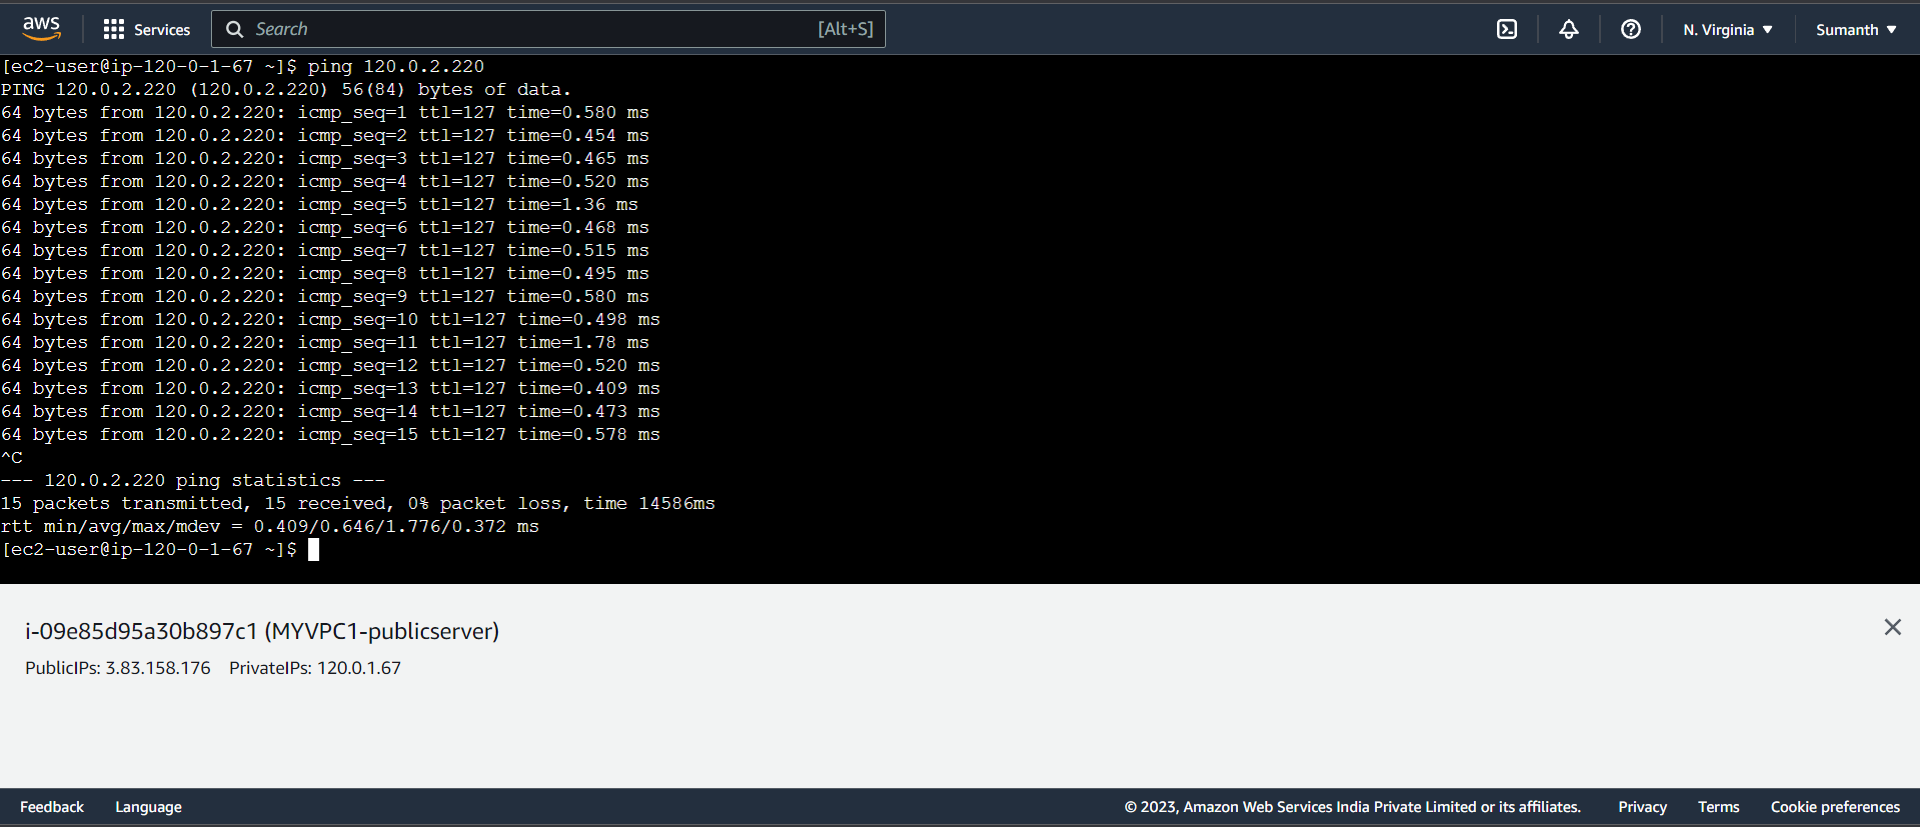 aws Services Search [Alt+S] N. Virginia Sumanth
[ec2-user@ip-120-0-1-67 ~]$ ping 120.0.2.220
PING 120.0.2.220 (120.0.2.220) 56(84) bytes of data.
64 bytes from 120.0.2.220: icmp_seq=1 ttl=127 time=0.580 ms
64 bytes from 120.0.2.220: icmp_seq=2 ttl=127 time=0.454 ms
64 bytes from 120.0.2.220: icmp_seq=3 ttl=127 time=0.465 ms
64 bytes from 120.0.2.220: icmp_seq=4 ttl=127 time=0.520 ms
64 bytes from 120.0.2.220: icmp_seq=5 ttl=127 time=1.36 ms
64 bytes from 120.0.2.220: icmp_seq=6 ttl=127 time=0.468 ms
64 bytes from 120.0.2.220: icmp_seq=7 ttl=127 time=0.515 ms
64 bytes from 120.0.2.220: icmp_seq=8 ttl=127 time=0.495 ms
64 bytes from 120.0.2.220: icmp_seq=9 ttl=127 time=0.580 ms
64 bytes from 120.0.2.220: icmp_seq=10 ttl=127 time=0.498 ms
64 bytes from 120.0.2.220: icmp_seq=11 ttl=127 time=1.78 ms
64 bytes from 120.0.2.220: icmp_seq=12 ttl=127 time=0.520 ms
64 bytes from 120.0.2.220: icmp_seq=13 ttl=127 time=0.409 ms
64 bytes from 120.0.2.220: icmp_seq=14 ttl=127 time=0.473 ms
64 bytes from 120.0.2.220: icmp_seq=15 ttl=127 time=0.578 ms
^C
--- 120.0.2.220 ping statistics ---
15 packets transmitted, 15 received, 0% packet loss, time 14586ms
rtt min/avg/max/mdev = 0.409/0.646/1.776/0.372 ms
[ec2-user@ip-120-0-1-67 ~]$
i-09e85d95a30b897c1 (MYVPC1-publicserver)
PublicIPs: 3.83.158.176 PrivateIPs: 120.0.1.67
Feedback Language © 2023, Amazon Web Services India Private Limited or its affiliates. Privacy Terms Cookie preferences